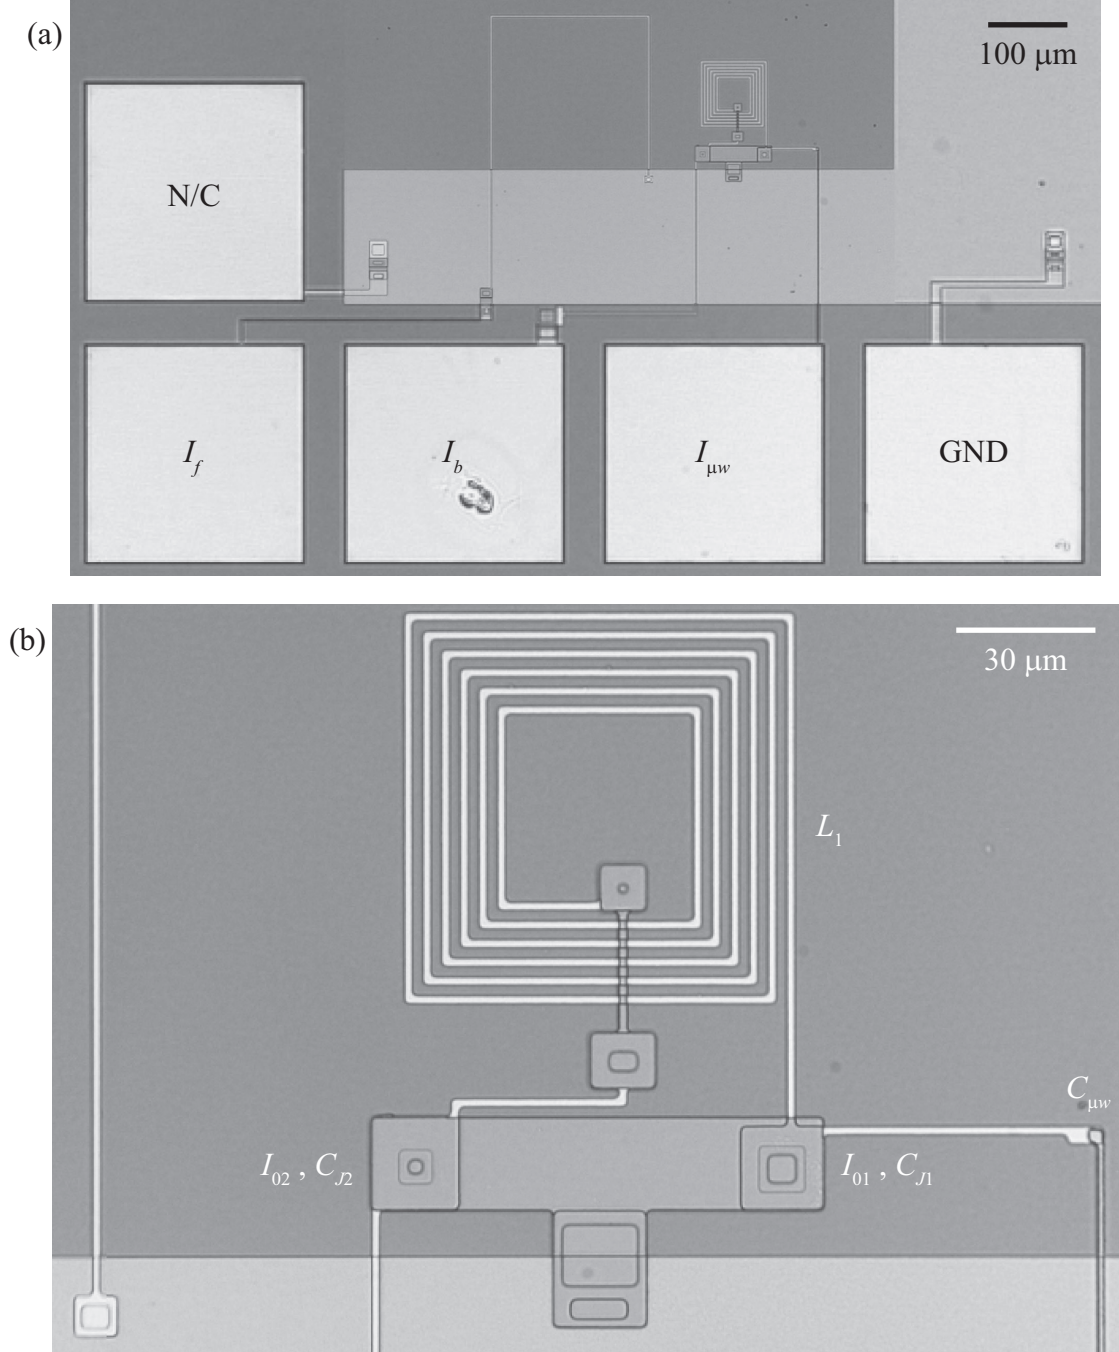 (a)
100 μm
N/C
I_f
I_b
I_μw
GND
(b)
30 μm
L_1
C_μw
I_02 , C_J2
I_01 , C_J1